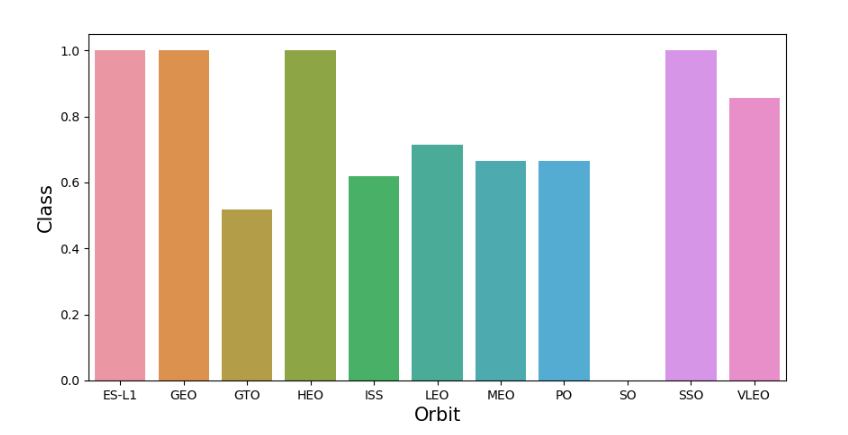 1.0
0.8
0.6
0.4
0.2
0.0
Class
ES-L1 GEO GTO HEO ISS LEO MEO PO SO SSO VLEO
Orbit